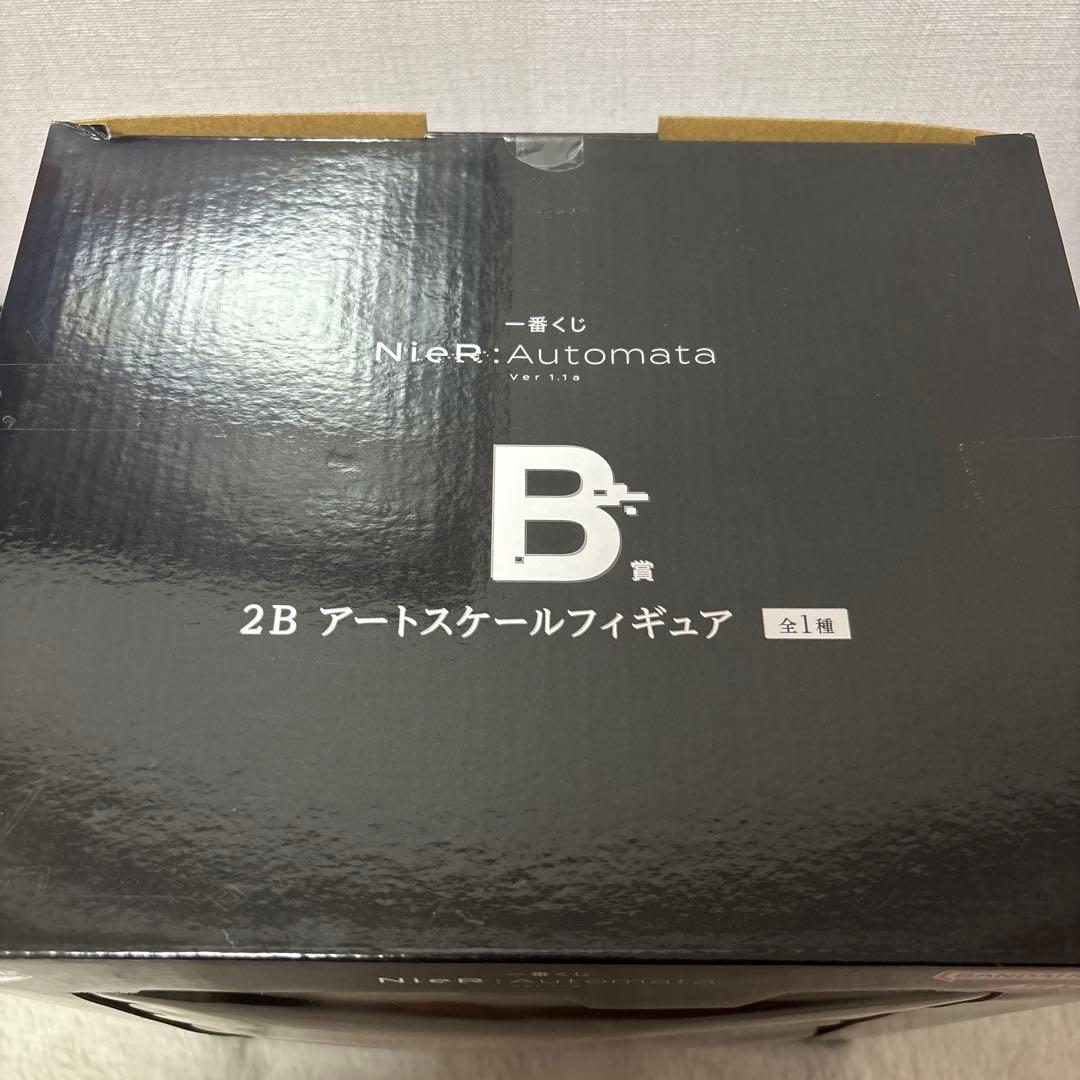 一番くじ
NieR:Automata
Ver 1.1a
B賞
2B アートスケールフィギュア 全1種
一番くじ
NieR:Automata